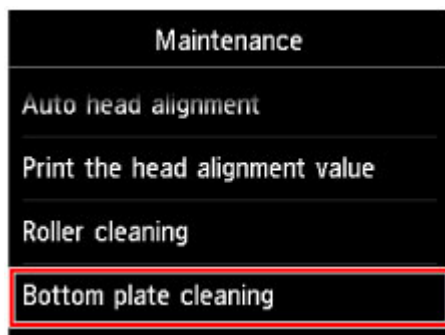 Maintenance
Auto head alignment
Print the head alignment value
Roller cleaning
Bottom plate cleaning